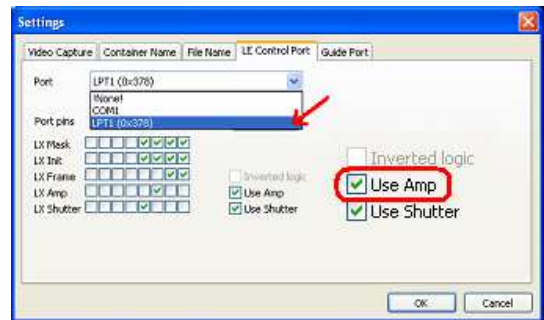 Settings
Video Capture Container Name File Name LE Control Port Guide Port
Port LPT1 (0x378)
!None!
COM1
Port pins LPT1 (0x378)
LX Mask
LX Init
LX Frame Inverted logic
LX Amp Use Amp
LX Shutter Use Shutter
Inverted logic
Use Amp
Use Shutter
OK Cancel